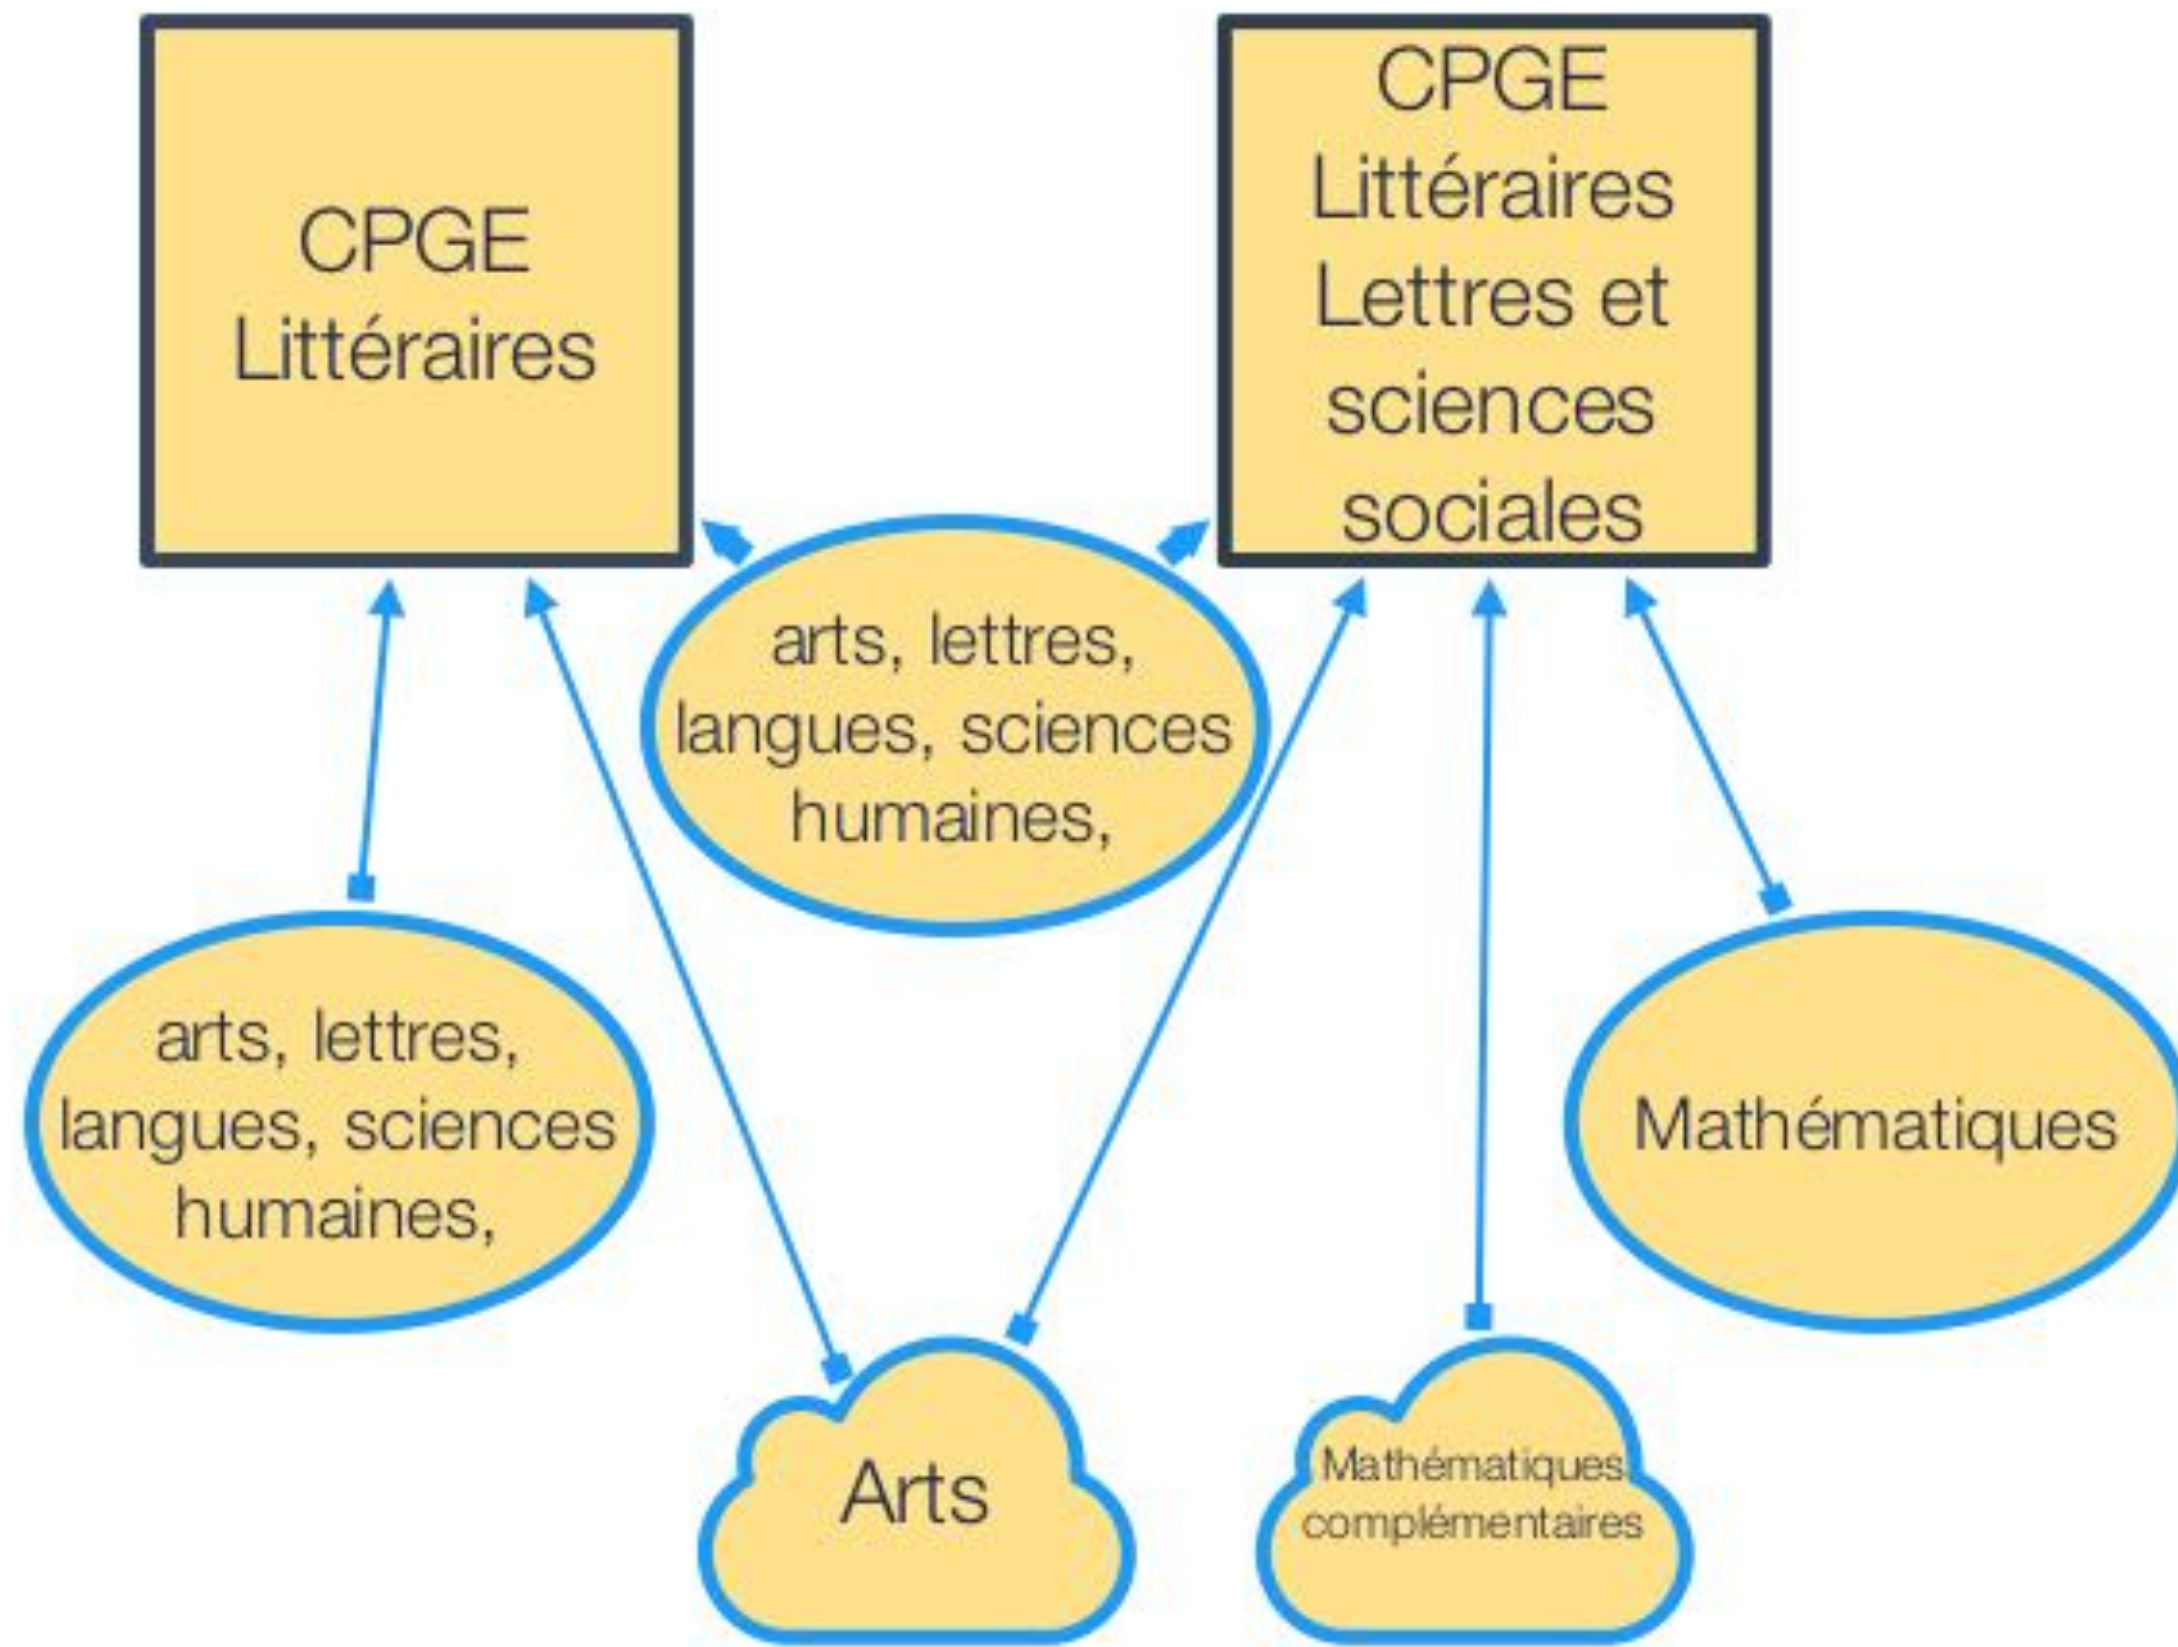 CPGE
Littéraires
CPGE
Littéraires
Lettres et
sciences
sociales
arts, lettres,
langues, sciences
humaines,
arts, lettres,
langues, sciences
humaines,
Mathématiques
Arts
Mathématiques
complémentaires